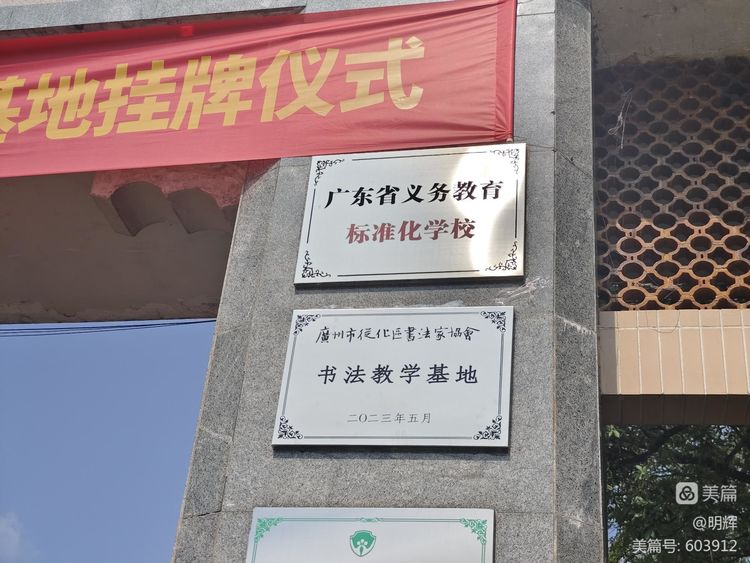 基地挂牌仪式
广东省义务教育
标准化学校
廣州市從化区書法家協會
书法教学基地
二〇二三年五月
美篇
@明辉
美篇号: 603912